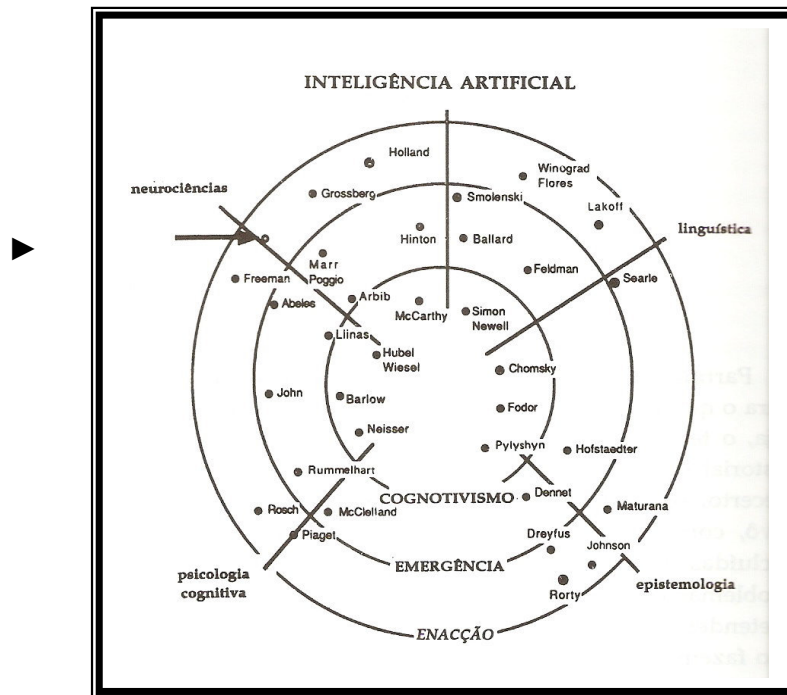 INTELIGÊNCIA ARTIFICIAL
Holland
Winograd
Flores
neurociências
Grossberg
Smolenski
Lakoff
linguística
Hinton
Ballard
Marr
Poggio
Feldman
Searle
Freeman
Abeles
Arbib
McCarthy
Simon
Newell
Llinas
Hubel
Wiesel
Chomsky
John
Barlow
Fodor
Neisser
Pylyshyn
Hofstaedter
Rummelhart
COGNOTIVISMO
Dennet
Rosch
McClelland
Maturana
Piaget
Dreyfus
Johnson
psicologia
cognitiva
EMERGÊNCIA
Rorty
epistemologia
ENACÇÃO